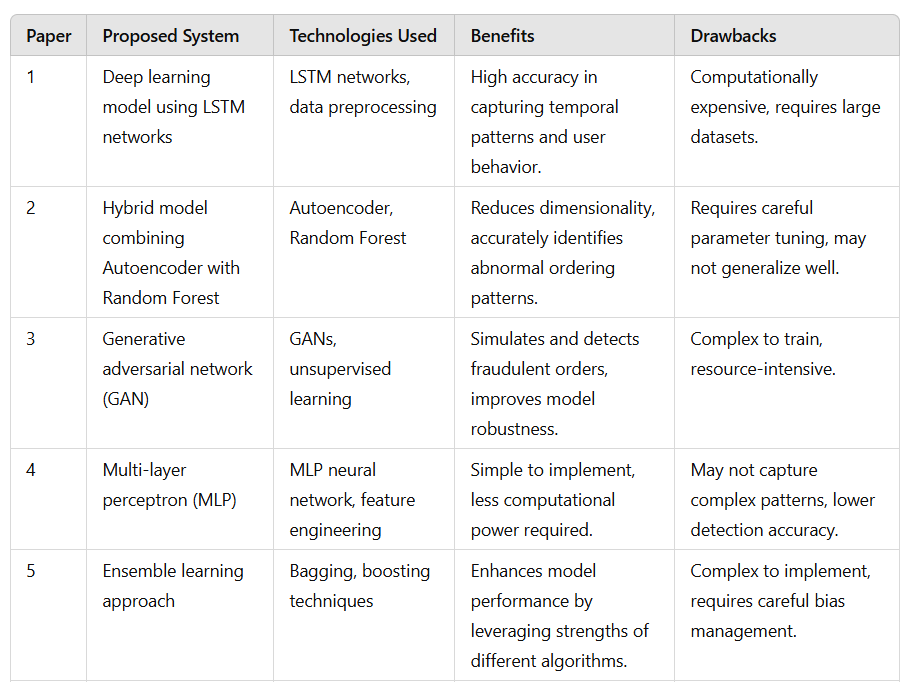 Paper Proposed System Technologies Used Benefits Drawbacks
1
Deep learning
model using LSTM
networks
LSTM networks,
data preprocessing
High accuracy in
capturing temporal
patterns and user
behavior.
Computationally
expensive, requires large
datasets.
2
Hybrid model
combining
Autoencoder with
Random Forest
Autoencoder,
Random Forest
Reduces dimensionality,
accurately identifies
abnormal ordering
patterns.
Requires careful
parameter tuning, may
not generalize well.
3
Generative
adversarial network
(GAN)
GANs,
unsupervised
learning
Simulates and detects
fraudulent orders,
improves model
robustness.
Complex to train,
resource-intensive.
4
Multi-layer
perceptron (MLP)
MLP neural
network, feature
engineering
Simple to implement,
less computational
power required.
May not capture
complex patterns, lower
detection accuracy.
5
Ensemble learning
approach
Bagging, boosting
techniques
Enhances model
performance by
leveraging strengths of
different algorithms.
Complex to implement,
requires careful bias
management.